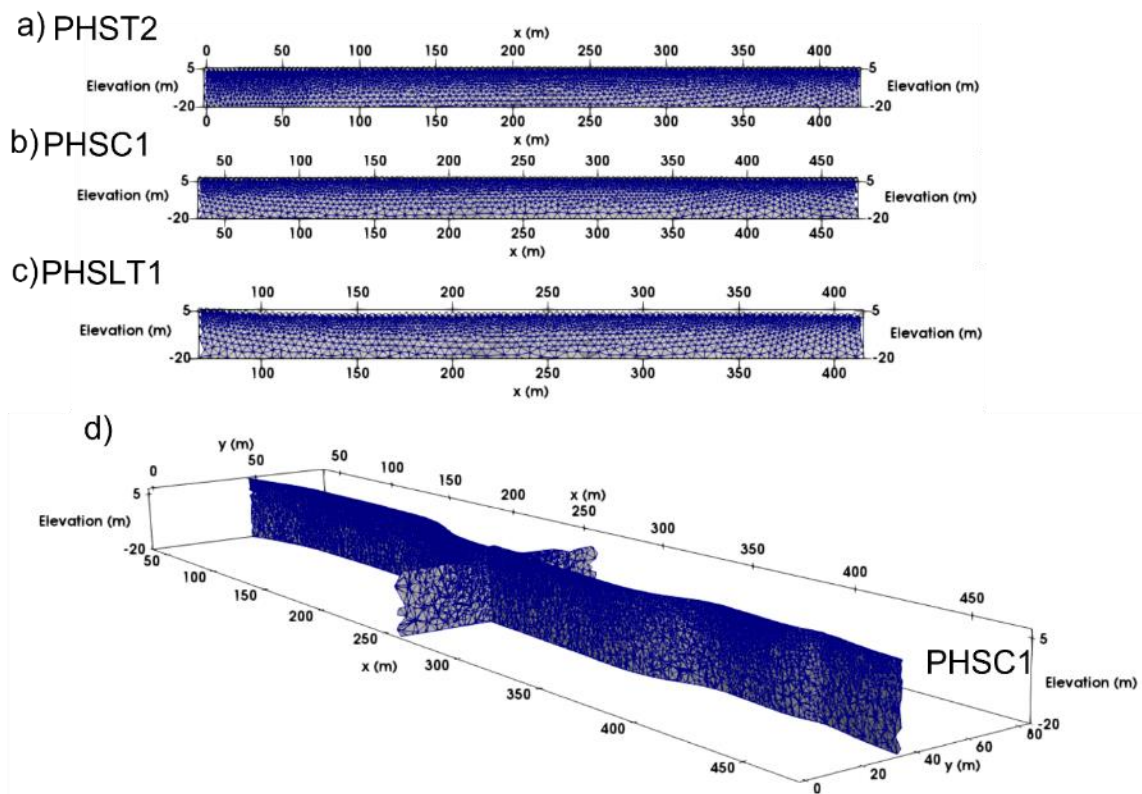 a) PHST2
x (m)
0 50 100 150 200 250 300 350 400
5 5
Elevation (m) Elevation (m)
-20 -20
0 50 100 150 200 250 300 350 400
x (m)
b) PHSC1
50 100 150 200 250 300 350 400 450
5 5
Elevation (m) Elevation (m)
-20 -20
50 100 150 200 250 300 350 400 450
x (m)
c) PHSLT1
100 150 200 250 300 350 400
5 5
Elevation (m) Elevation (m)
-20 -20
100 150 200 250 300 350 400
x (m)
d)
y (m)
0 50 50 100 150 200 250 300 350 400 450
x (m)
5
Elevation (m)
-20
50 100 150 200 250 300 350 400 450
x (m)
PHSC1
5
Elevation (m)
-20
0 20 40 60 80
y (m)